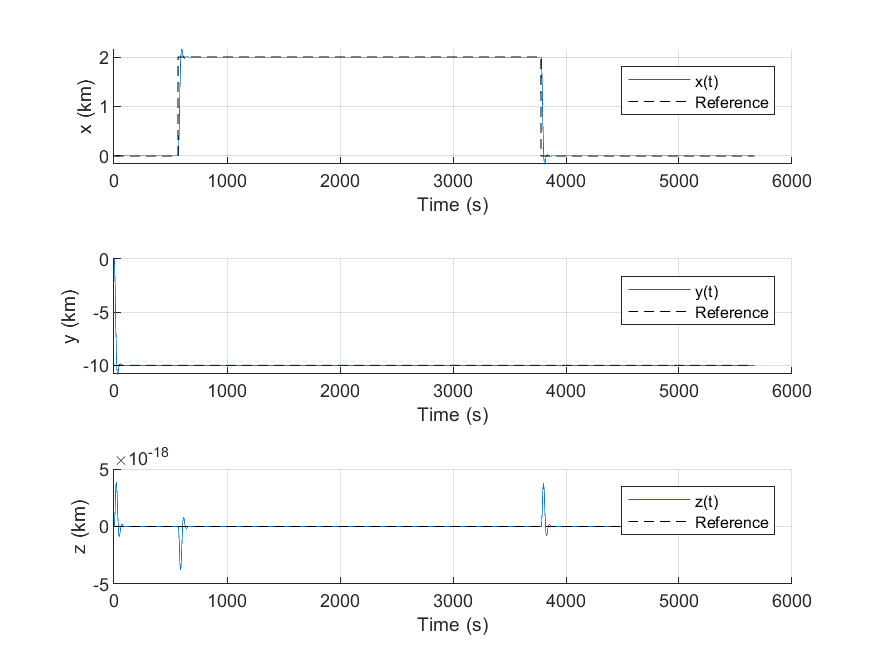 2
1
0
x (km)
x(t)
Reference
0 1000 2000 3000 4000 5000 6000
Time (s)
0
-5
-10
y (km)
y(t)
Reference
0 1000 2000 3000 4000 5000 6000
Time (s)
×10-18
5
0
-5
z (km)
z(t)
Reference
0 1000 2000 3000 4000 5000 6000
Time (s)